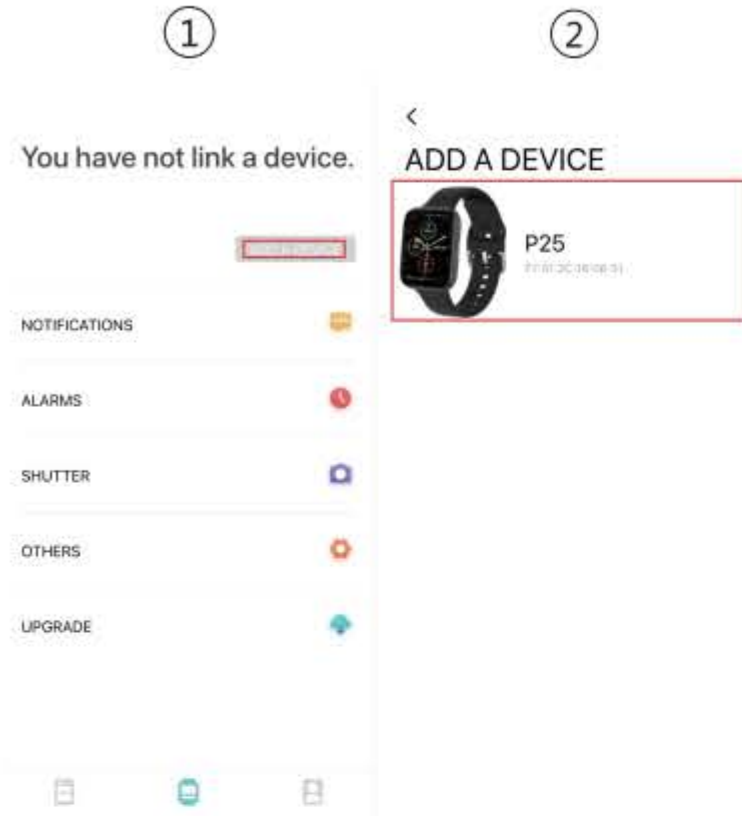 ①
You have not link a device.
NOTIFICATIONS
ALARMS
SHUTTER
OTHERS
UPGRADE
②
ADD A DEVICE
P25